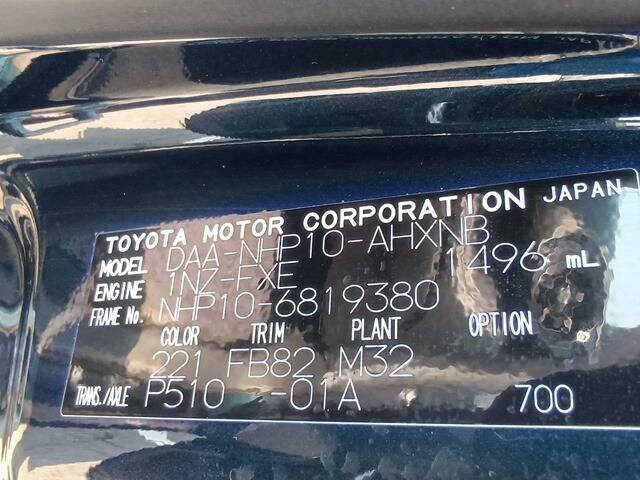 TOYOTA MOTOR CORPORATION JAPAN
MODEL DAA-NHP10-AHXNB
ENGINE 1NZ-FXE 1496 mL
FRAME No. NHP10-6819380
COLOR TRIM PLANT OPTION
221 FB82 M32
TRANS./AXLE P510 -01A 700